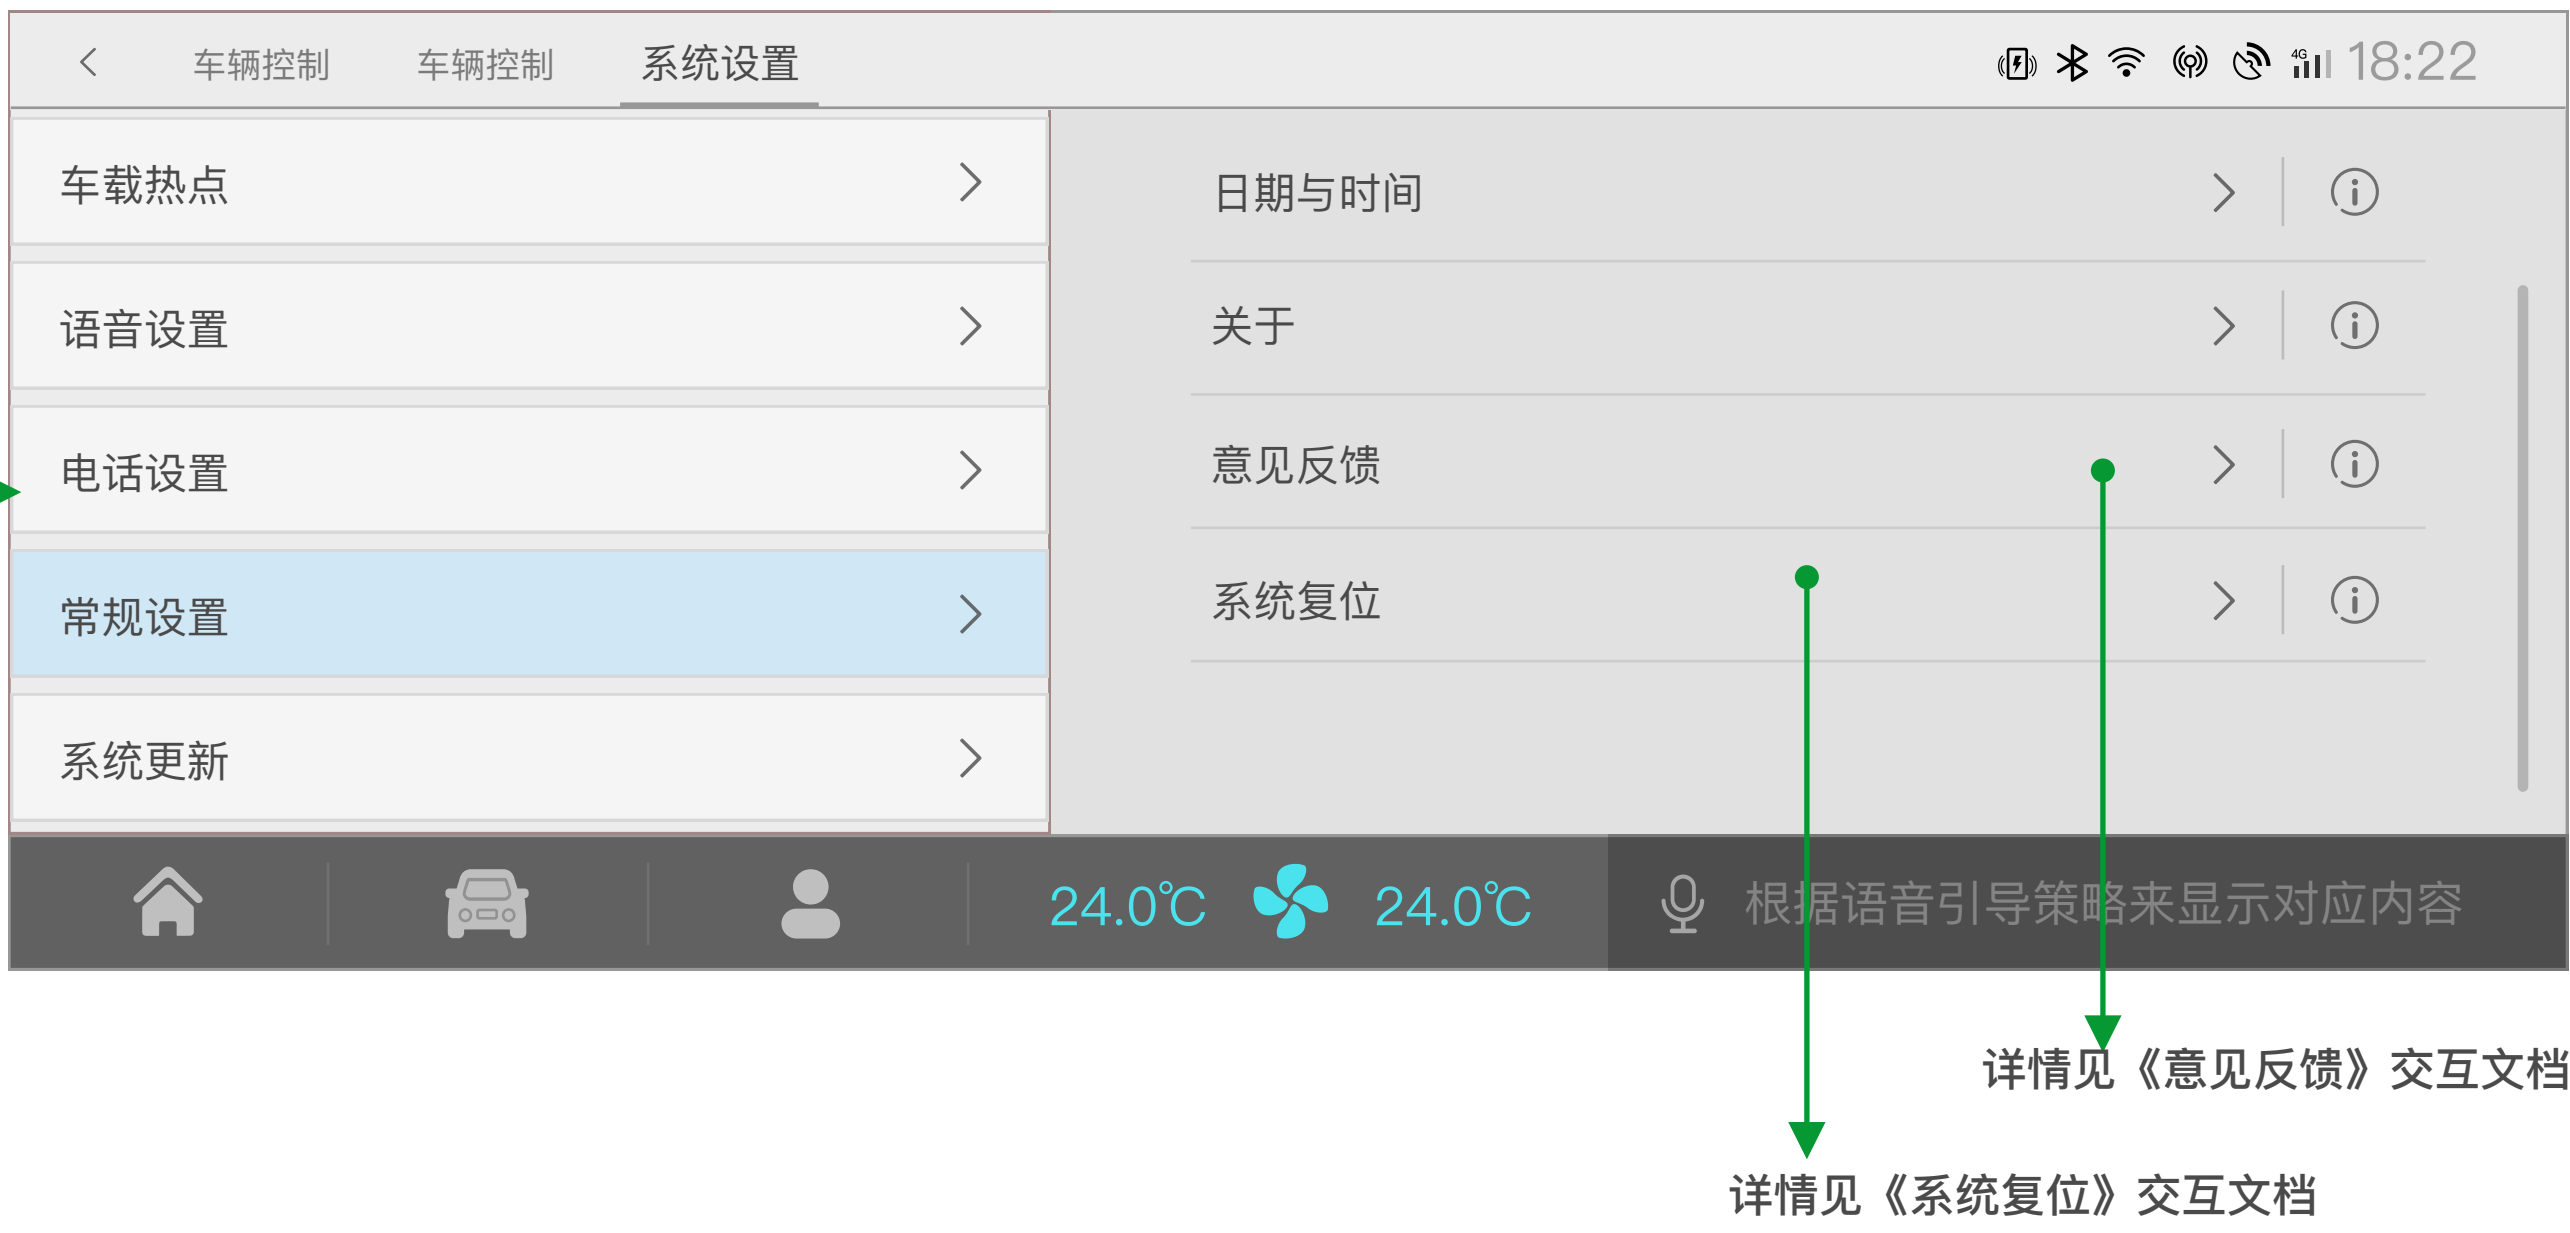 车辆控制 车辆控制 系统设置 4G 18:22
车载热点
语音设置
电话设置
常规设置
系统更新
日期与时间
关于
意见反馈
系统复位
24.0℃ 24.0℃ 根据语音引导策略来显示对应内容
详情见《意见反馈》交互文档
详情见《系统复位》交互文档